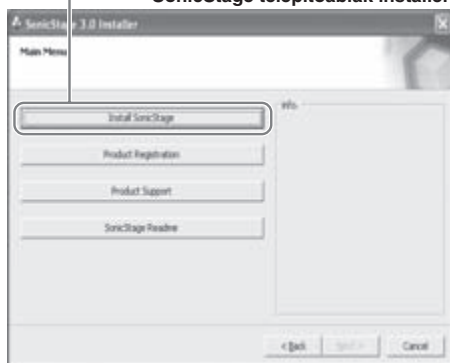 SonicStage telepítőablak Installer
SonicStage 3.0 Installer
Main Menu
Info.
Install SonicStage
Product Registration
Product Support
SonicStage Readme
< Back
Next >
Cancel